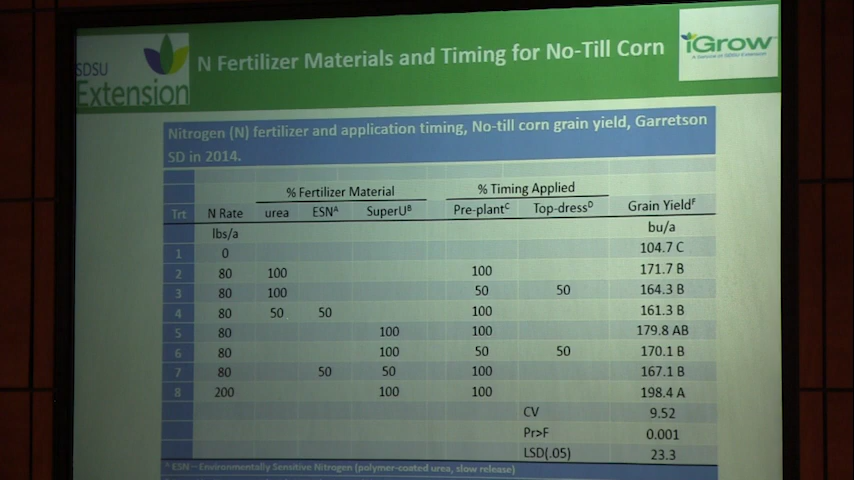 SDSU
Extension
N Fertilizer Materials and Timing for No-Till Corn
iGrow
A Service of SDSU Extension
Nitrogen (N) fertilizer and application timing, No-till corn grain yield, Garretson
SD in 2014.
% Fertilizer Material % Timing Applied
Trt N Rate urea ESNᴬ SuperUᴮ Pre-plantᶜ Top-dressᴰ Grain Yieldᶠ
lbs/a bu/a
1 0 104.7 C
2 80 100 100 171.7 B
3 80 100 50 50 164.3 B
4 80 50 50 100 161.3 B
5 80 100 100 179.8 AB
6 80 100 50 50 170.1 B
7 80 50 50 100 167.1 B
8 200 100 100 198.4 A
CV 9.52
Pr>F 0.001
LSD(.05) 23.3
ᴬ ESN – Environmentally Sensitive Nitrogen (polymer-coated urea, slow release)